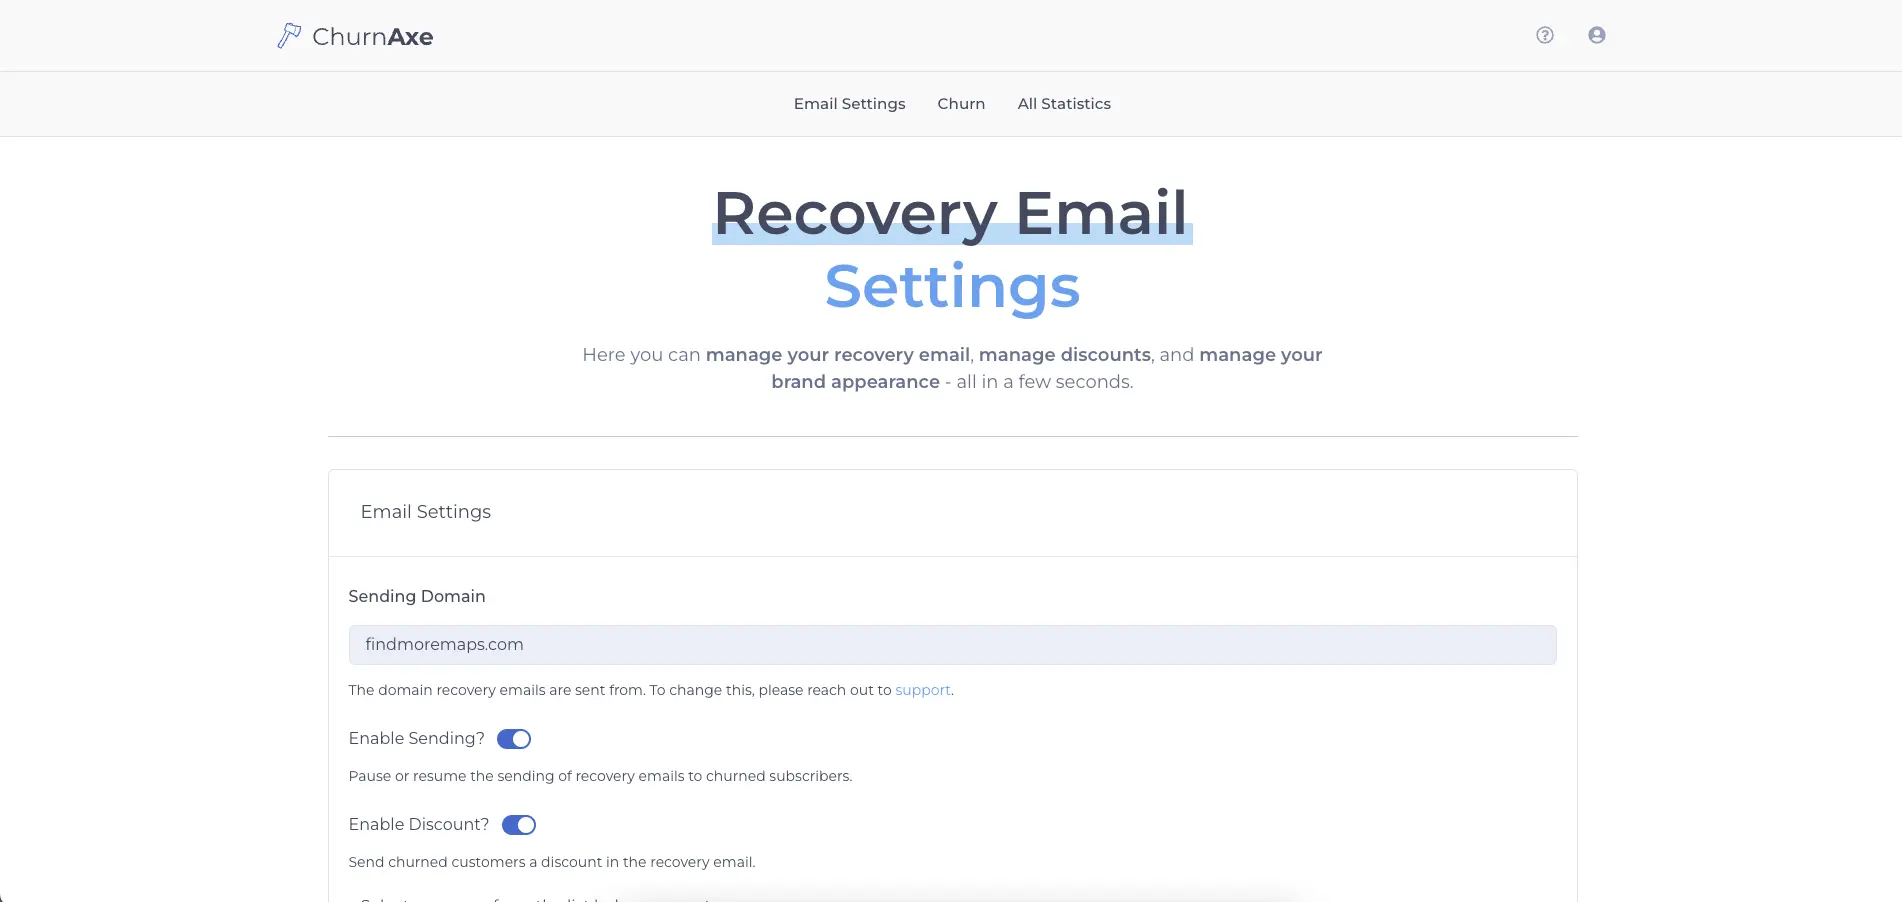 ChurnAxe
Email Settings Churn All Statistics
Recovery Email
Settings
Here you can manage your recovery email, manage discounts, and manage your
brand appearance - all in a few seconds.
Email Settings
Sending Domain
findmoremaps.com
The domain recovery emails are sent from. To change this, please reach out to support.
Enable Sending?
Pause or resume the sending of recovery emails to churned subscribers.
Enable Discount?
Send churned customers a discount in the recovery email.